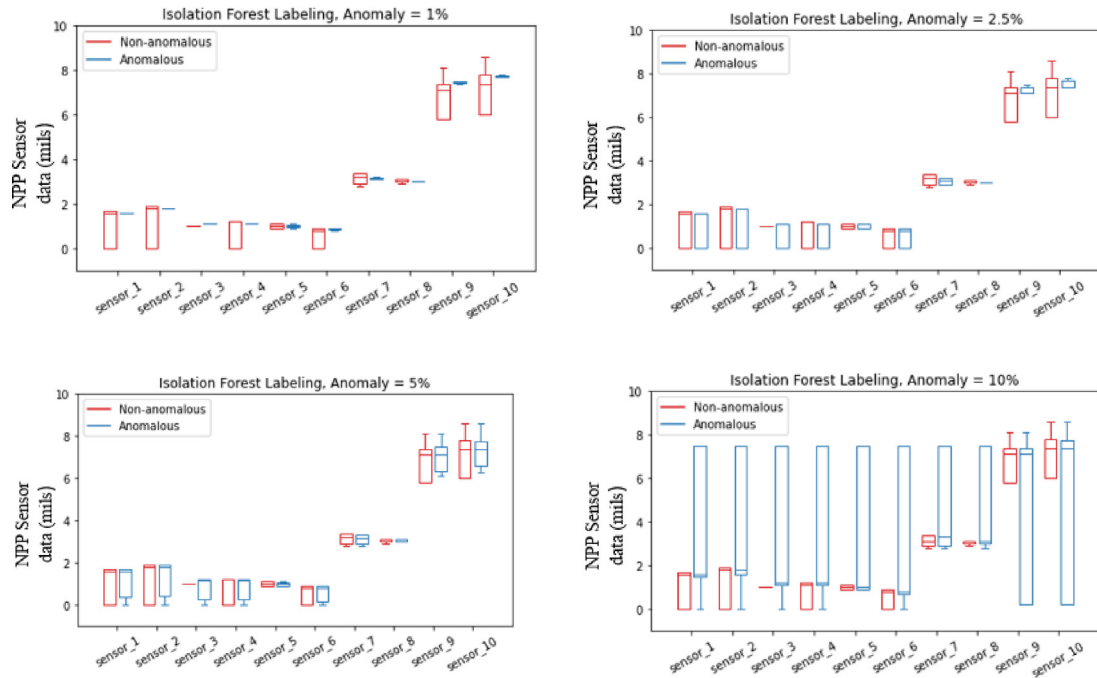 Isolation Forest Labeling, Anomaly = 1%
Non-anomalous
Anomalous
NPP Sensor
data (mils)
10
8
6
4
2
0
sensor_1 sensor_2 sensor_3 sensor_4 sensor_5 sensor_6 sensor_7 sensor_8 sensor_9 sensor_10
Isolation Forest Labeling, Anomaly = 2.5%
Non-anomalous
Anomalous
NPP Sensor
data (mils)
10
8
6
4
2
0
sensor_1 sensor_2 sensor_3 sensor_4 sensor_5 sensor_6 sensor_7 sensor_8 sensor_9 sensor_10
Isolation Forest Labeling, Anomaly = 5%
Non-anomalous
Anomalous
NPP Sensor
data (mils)
10
8
6
4
2
0
sensor_1 sensor_2 sensor_3 sensor_4 sensor_5 sensor_6 sensor_7 sensor_8 sensor_9 sensor_10
Isolation Forest Labeling, Anomaly = 10%
Non-anomalous
Anomalous
NPP Sensor
data (mils)
10
8
6
4
2
0
sensor_1 sensor_2 sensor_3 sensor_4 sensor_5 sensor_6 sensor_7 sensor_8 sensor_9 sensor_10